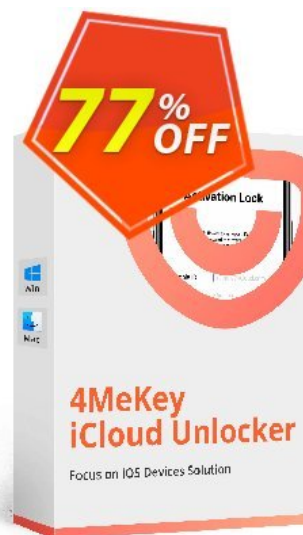 77%
OFF
Activation Lock
Win
Mac
4MeKey
iCloud Unlocker
Focus on iOS Devices Solution